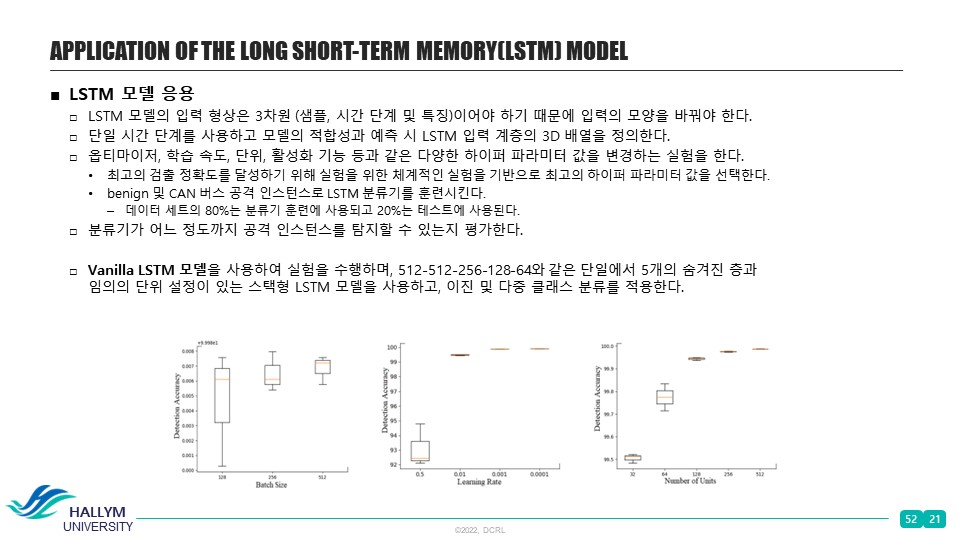 APPLICATION OF THE LONG SHORT-TERM MEMORY(LSTM) MODEL
■ LSTM 모델 응용
□ LSTM 모델의 입력 형상은 3차원 (샘플, 시간 단계 및 특징)이어야 하기 때문에 입력의 모양을 바꿔야 한다.
□ 단일 시간 단계를 사용하고 모델의 적합성과 예측 시 LSTM 입력 계층의 3D 배열을 정의한다.
□ 옵티마이저, 학습 속도, 단위, 활성화 기능 등과 같은 다양한 하이퍼 파라미터 값을 변경하는 실험을 한다.
• 최고의 검출 정확도를 달성하기 위해 실험을 위한 체계적인 실험을 기반으로 최고의 하이퍼 파라미터 값을 선택한다.
• benign 및 CAN 버스 공격 인스턴스로 LSTM 분류기를 훈련시킨다.
– 데이터 세트의 80%는 분류기 훈련에 사용되고 20%는 테스트에 사용된다.
□ 분류기가 어느 정도까지 공격 인스턴스를 탐지할 수 있는지 평가한다.
□ Vanilla LSTM 모델을 사용하여 실험을 수행하며, 512-512-256-128-64와 같은 단일에서 5개의 숨겨진 층과
임의의 단위 설정이 있는 스택형 LSTM 모델을 사용하고, 이진 및 다중 클래스 분류를 적용한다.
+9.998e1
0.008
0.007
0.006
0.005
0.004
0.003
0.002
0.001
0.000
Detection Accuracy
128 256 512
Batch Size
100
99
98
97
96
95
94
93
92
Detection Accuracy
0.5 0.01 0.001 0.0001
Learning Rate
100.0
99.9
99.8
99.7
99.6
99.5
Detection Accuracy
32 64 128 256 512
Number of Units
HALLYM
UNIVERSITY
©2022, DCRL
52 21